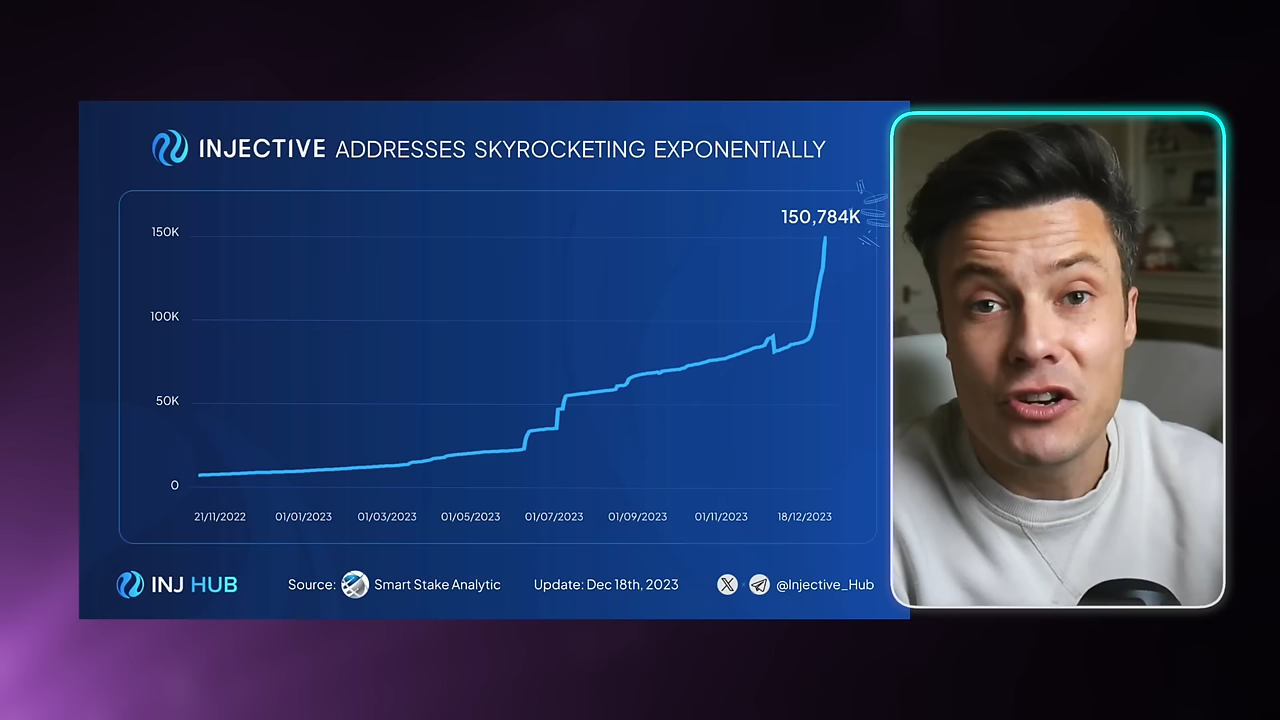 INJECTIVE ADDRESSES SKYROCKETING EXPONENTIALLY
150,784K
150K
100K
50K
0
21/11/2022 01/01/2023 01/03/2023 01/05/2023 01/07/2023 01/09/2023 01/11/2023 18/12/2023
INJ HUB Source: Smart Stake Analytic Update: Dec 18th, 2023 @Injective_Hub